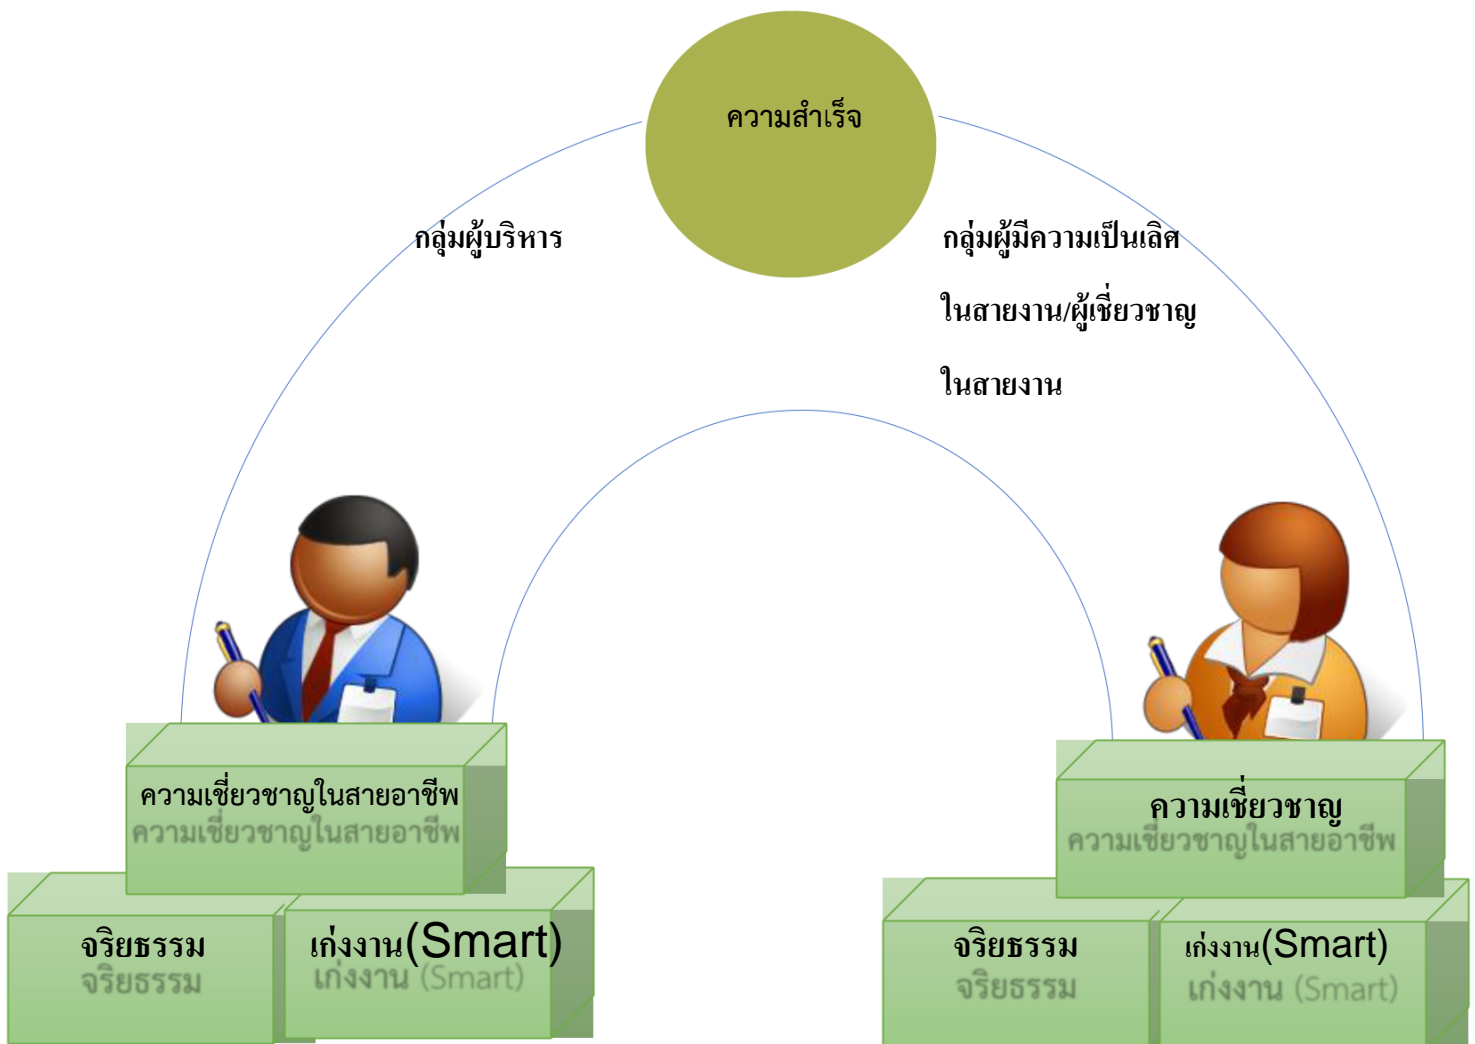 ความสำเร็จ
กลุ่มผู้บริหาร
กลุ่มผู้มีความเป็นเลิศ
ในสายงาน/ผู้เชี่ยวชาญ
ในสายงาน
ความเชี่ยวชาญในสายอาชีพ
ความเชี่ยวชาญในสายอาชีพ
จริยธรรม
จริยธรรม
เก่งงาน(Smart)
เก่งงาน (Smart)
ความเชี่ยวชาญ
ความเชี่ยวชาญในสายอาชีพ
จริยธรรม
จริยธรรม
เก่งงาน(Smart)
เก่งงาน (Smart)